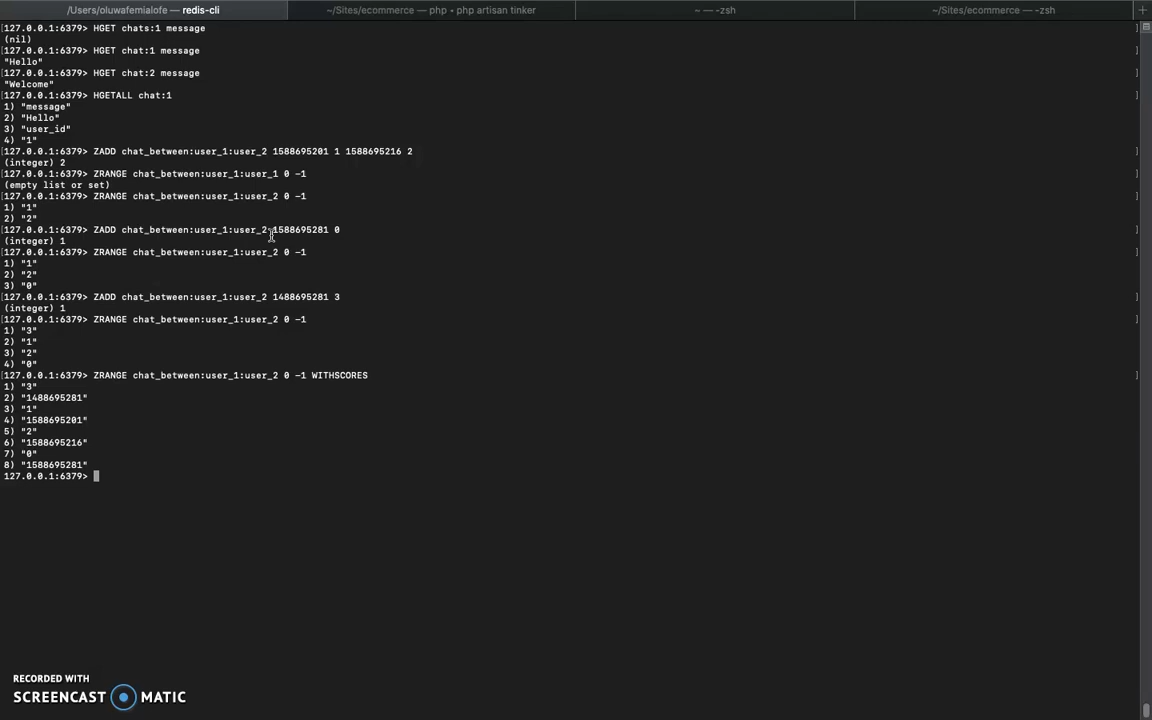 /Users/oluwafemialofe — redis-cli
~/Sites/ecommerce — php • php artisan tinker
~ — -zsh
~/Sites/ecommerce — -zsh
[127.0.0.1:6379> HGET chats:1 message ]
(nil)
[127.0.0.1:6379> HGET chat:1 message ]
"Hello"
[127.0.0.1:6379> HGET chat:2 message ]
"Welcome"
[127.0.0.1:6379> HGETALL chat:1 ]
1) "message"
2) "Hello"
3) "user_id"
4) "1"
[127.0.0.1:6379> ZADD chat_between:user_1:user_2 1588695201 1 1588695216 2 ]
(integer) 2
[127.0.0.1:6379> ZRANGE chat_between:user_1:user_1 0 -1 ]
(empty list or set)
[127.0.0.1:6379> ZRANGE chat_between:user_1:user_2 0 -1 ]
1) "1"
2) "2"
[127.0.0.1:6379> ZADD chat_between:user_1:user_2 1588695281 0 ]
(integer) 1
[127.0.0.1:6379> ZRANGE chat_between:user_1:user_2 0 -1 ]
1) "1"
2) "2"
3) "0"
[127.0.0.1:6379> ZADD chat_between:user_1:user_2 1488695281 3 ]
(integer) 1
[127.0.0.1:6379> ZRANGE chat_between:user_1:user_2 0 -1 ]
1) "3"
2) "1"
3) "2"
4) "0"
[127.0.0.1:6379> ZRANGE chat_between:user_1:user_2 0 -1 WITHSCORES ]
1) "3"
2) "1488695281"
3) "1"
4) "1588695201"
5) "2"
6) "1588695216"
7) "0"
8) "1588695281"
127.0.0.1:6379>
RECORDED WITH
SCREENCAST MATIC